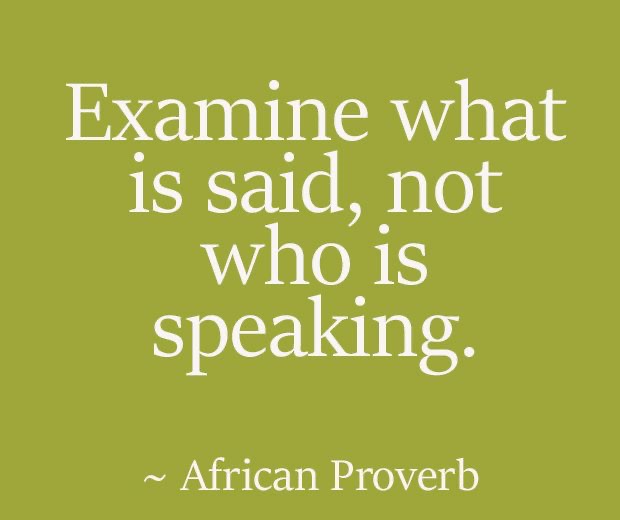 Examine what
is said, not
who is
speaking.
~ African Proverb